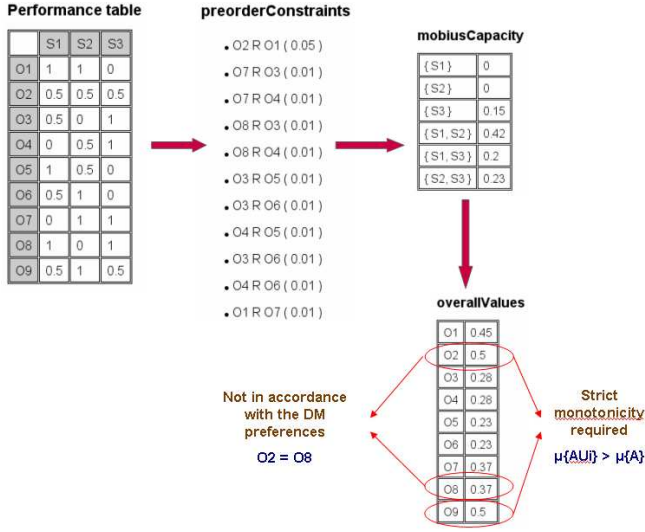 Performance table
S1 S2 S3
O1 1 1 0
O2 0.5 0.5 0.5
O3 0.5 0 1
O4 0 0.5 1
O5 1 0.5 0
O6 0.5 1 0
O7 0 1 1
O8 1 0 1
O9 0.5 1 0.5
preorderConstraints
• O2 R O1 ( 0.05 )
• O7 R O3 ( 0.01 )
• O7 R O4 ( 0.01 )
• O8 R O3 ( 0.01 )
• O8 R O4 ( 0.01 )
• O3 R O5 ( 0.01 )
• O3 R O6 ( 0.01 )
• O4 R O5 ( 0.01 )
• O3 R O6 ( 0.01 )
• O4 R O6 ( 0.01 )
• O1 R O7 ( 0.01 )
mobiusCapacity
{S1} 0
{S2} 0
{S3} 0.15
{S1,S2} 0.42
{S1,S3} 0.2
{S2,S3} 0.23
overallValues
O1 0.45
O2 0.5
O3 0.28
O4 0.28
O5 0.23
O6 0.23
O7 0.37
O8 0.37
O9 0.5
Not in accordance
with the DM
preferences
O2 = O8
Strict
monotonicity
required
μ{AUi} > μ{A}